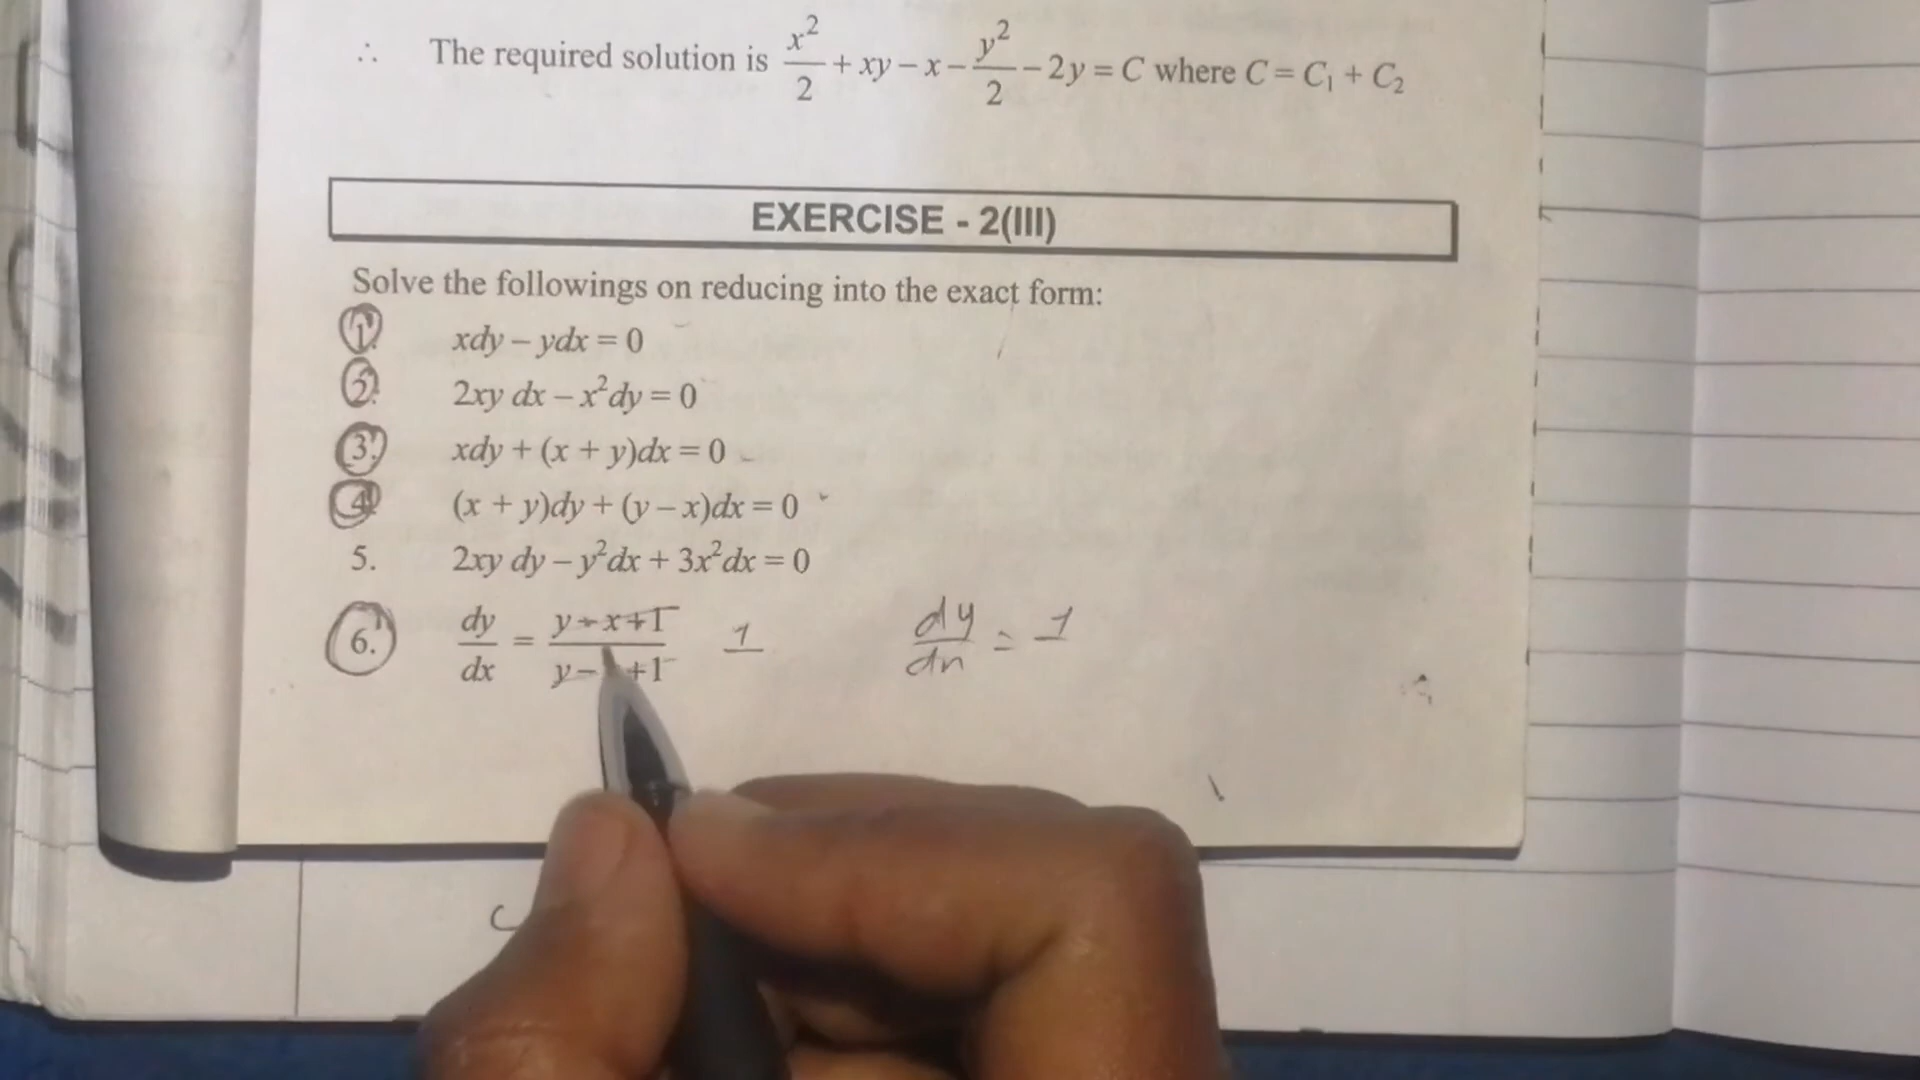 ∴ The required solution is x²/2 + xy – x – y²/2 – 2y = C where C = C₁ + C₂
EXERCISE - 2(III)
Solve the followings on reducing into the exact form:
1. xdy – ydx = 0
2. 2xy dx – x²dy = 0
3. xdy + (x + y)dx = 0
4. (x + y)dy + (y – x)dx = 0
5. 2xy dy – y²dx + 3x²dx = 0
6. dy/dx = y-x+1/y- +1 1 dy/dn = 1